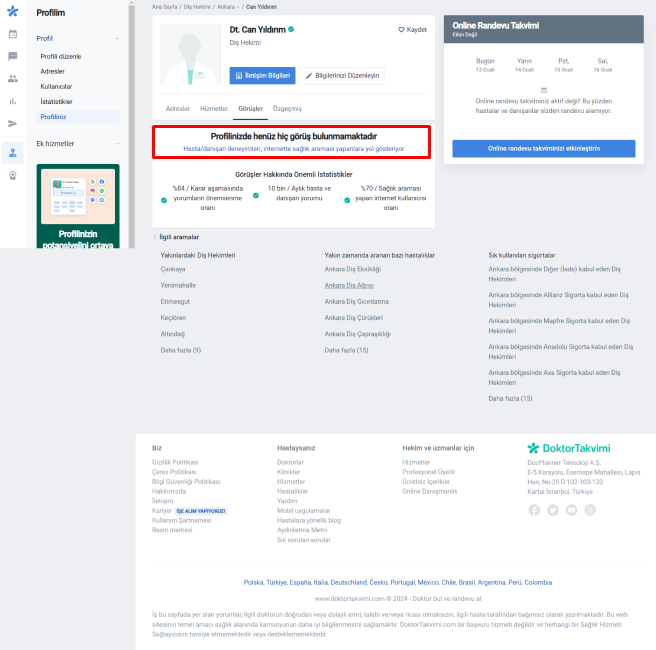 Profilim
Profil
Profili düzenle
Adresler
Kullanıcılar
İstatistikler
Profiliniz
Ek hizmetler
Profilinizin
potansiyelini ortaya
Ana Sayfa / Diş Hekimi / Ankara / Can Yıldırım
Dt. Can Yıldırım
Diş Hekimi
Kaydet
İletişim Bilgileri
Bilgilerinizi Düzenleyin
Adresler Hizmetler Görüşler Özgeçmiş
Profilinizde henüz hiç görüş bulunmamaktadır
Hasta/danışan deneyimleri, internette sağlık araması yapanlara yol gösteriyor
Görüşler Hakkında Önemli İstatistikler
%84 / Karar aşamasında
yorumların önemsenme
oranı
10 bin / Aylık hasta ve
danışan yorumu
%70 / Sağlık araması
yapan internet kullanıcısı
oranı
Online Randevu Takvimi
Etkin Değil
Bugün Yarın Pzt, Sal,
13 Ocak 14 Ocak 15 Ocak 16 Ocak
Online randevu takviminiz aktif değil! Bu yüzden
hastalar ve danışanlar sizden randevu alamıyor.
Online randevu takviminizi etkinleştirin
İlgili aramalar
Yakınlardaki Diş Hekimleri
Çankaya
Yenimahalle
Etimesgut
Keçiören
Altındağ
Daha fazla (9)
Yakın zamanda aranan bazı hastalıklar
Ankara Diş Eksikliği
Ankara Diş Ağrısı
Ankara Diş Gıcırdatma
Ankara Diş Çürükleri
Ankara Diş Çapraşıklığı
Daha fazla (15)
Sık kullanılan sigortalar
Ankara bölgesinde Diğer (İade) kabul eden Diş
Hekimleri
Ankara bölgesinde Allianz Sigorta kabul eden Diş
Hekimleri
Ankara bölgesinde Mapfre Sigorta kabul eden Diş
Hekimleri
Ankara bölgesinde Anadolu Sigorta kabul eden Diş
Hekimleri
Ankara bölgesinde Axa Sigorta kabul eden Diş
Hekimleri
Daha fazla (15)
Biz
Gizlilik Politikası
Çerez Politikası
Bilgi Güvenliği Politikası
Hakkımızda
İletişim
Kariyer İŞE ALIM YAPIYORUZ!
Kullanım Şartnamesi
Basın merkezi
Hastaysanız
Doktorlar
Klinikler
Hizmetler
Hastalıklar
Yardım
Mobil uygulamalar
Hastalara yönelik blog
Aydınlatma Metni
Sık sorulan sorular
Hekim ve uzmanlar için
Hizmetler
Profesyonel Üyelik
Ücretsiz İçerikler
Online Danışmanlık
DoktorTakvimi
DocPlanner Teknoloji A.Ş.
E-5 Karayolu, Esentepe Mahallesi, Lapis
Han, No:25 D:102-103-120
Kartal İstanbul, Türkiye
Polska, Türkiye, España, Italia, Deutschland, Česko, Portugal, México, Chile, Brasil, Argentina, Perú, Colombia
www.doktortakvimi.com © 2024 - Doktor bul ve randevu al
İş bu sayfada yer alan yorumlar, ilgili doktorun doğrudan veya dolaylı emri, talebi ve/veya ricası olmaksızın, ilgili hasta tarafından bağımsız olarak yazılmaktadır. Bu web
sitesinin temel amacı sağlık alanında kamuoyunun daha iyi bilgilenmesini sağlamaktır. DoktorTakvimi.com bir başvuru hizmeti değildir ve herhangi bir Sağlık Hizmeti
Sağlayıcısını tavsiye etmemektedir veya desteklememektedir.